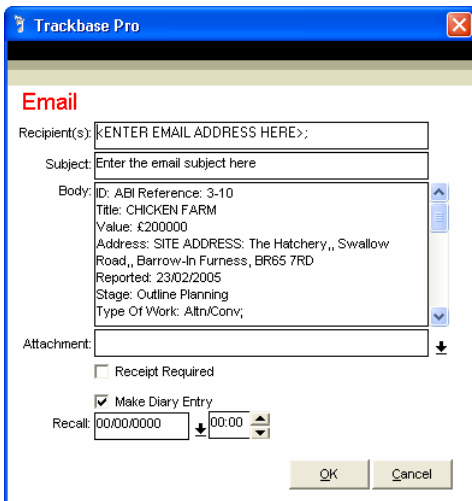 Trackbase Pro
Email
Recipient(s): <ENTER EMAIL ADDRESS HERE>;
Subject: Enter the email subject here
Body: ID: ABI Reference: 3-10
Title: CHICKEN FARM
Value: £200000
Address: SITE ADDRESS: The Hatchery,, Swallow
Road,, Barrow-In Furness, BR65 7RD
Reported: 23/02/2005
Stage: Outline Planning
Type Of Work: Altn/Conv;
Attachment:
Receipt Required
Make Diary Entry
Recall: 00/00/0000 00:00
OK Cancel